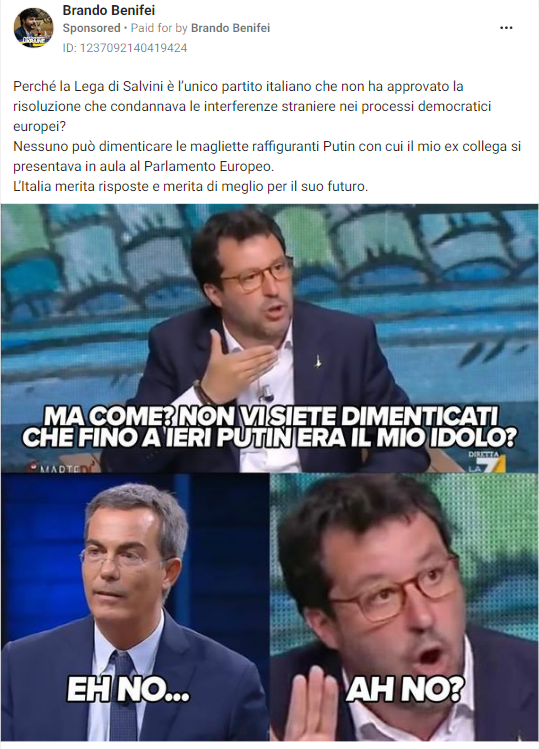 Brando Benifei
Sponsored • Paid for by Brando Benifei
ID: 1237092140419424
Perché la Lega di Salvini è l'unico partito italiano che non ha approvato la
risoluzione che condannava le interferenze straniere nei processi democratici
europei?
Nessuno può dimenticare le magliette raffiguranti Putin con cui il mio ex collega si
presentava in aula al Parlamento Europeo.
L'Italia merita risposte e merita di meglio per il suo futuro.
MA COME? NON VI SIETE DIMENTICATI
CHE FINO A IERI PUTIN ERA IL MIO IDOLO?
DIRETTA
LA7
EH NO...
AH NO?